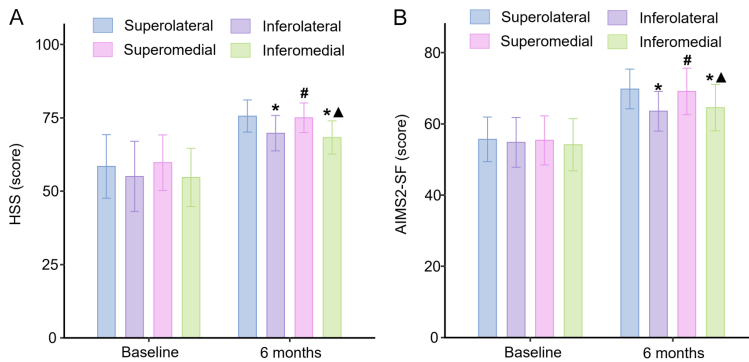 A
Superolateral
Inferolateral
Superomedial
Inferomedial
HSS (score)
100
75
50
25
0
*
#
*▲
Baseline
6 months
B
Superolateral
Inferolateral
Superomedial
Inferomedial
AIMS2-SF (score)
80
60
40
20
0
*
#
*▲
Baseline
6 months